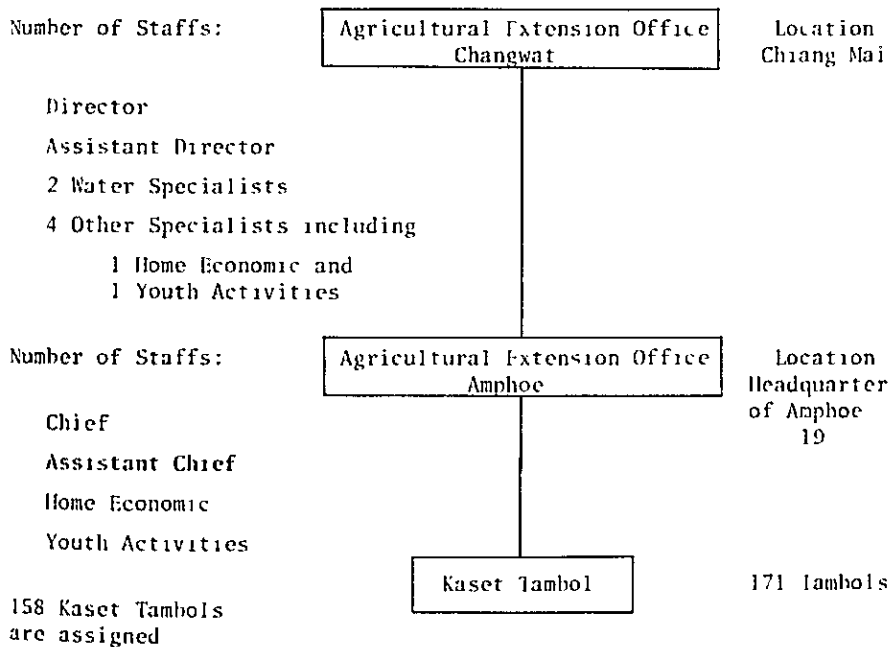 Number of Staffs: Agricultural Extension Office Location
Changwat Chiang Mai
Director
Assistant Director
2 Water Specialists
4 Other Specialists including
1 Home Economic and
1 Youth Activities
Number of Staffs: Agricultural Extension Office Location
Amphoe Headquarter
of Amphoe
Chief 19
Assistant Chief
Home Economic
Youth Activities
Kaset Tambol 171 Tambols
158 Kaset Tambols
are assigned